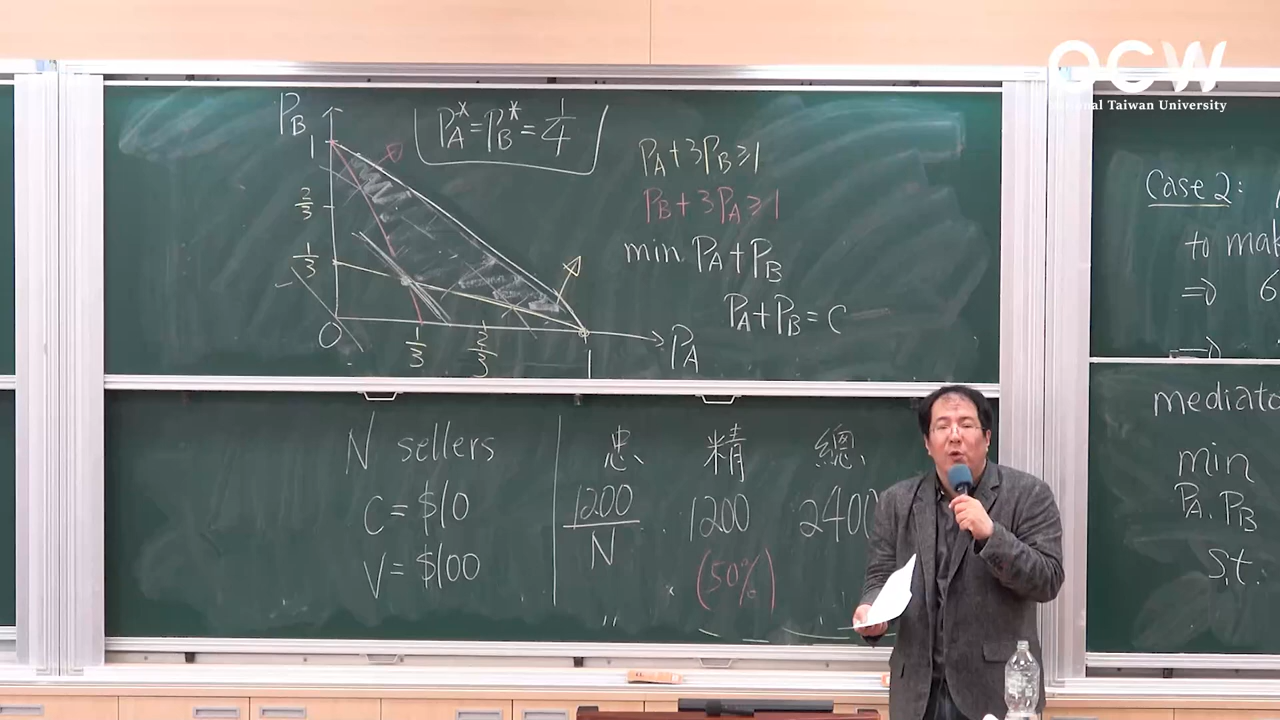 OCW
National Taiwan University
P_B
1
2/3
1/3
0
1/3
2/3
1
P_A
P_A* = P_B* = 1/4
P_A + 3P_B ≥ 1
P_B + 3P_A ≥ 1
min P_A + P_B
P_A + P_B = C
N sellers
C = $10
V = $100
忠 精 總
1200/N 1200 2400
(50%)
Case 2:
to mak
⇒ 6
⇒
mediato
min
P_A, P_B
s.t.